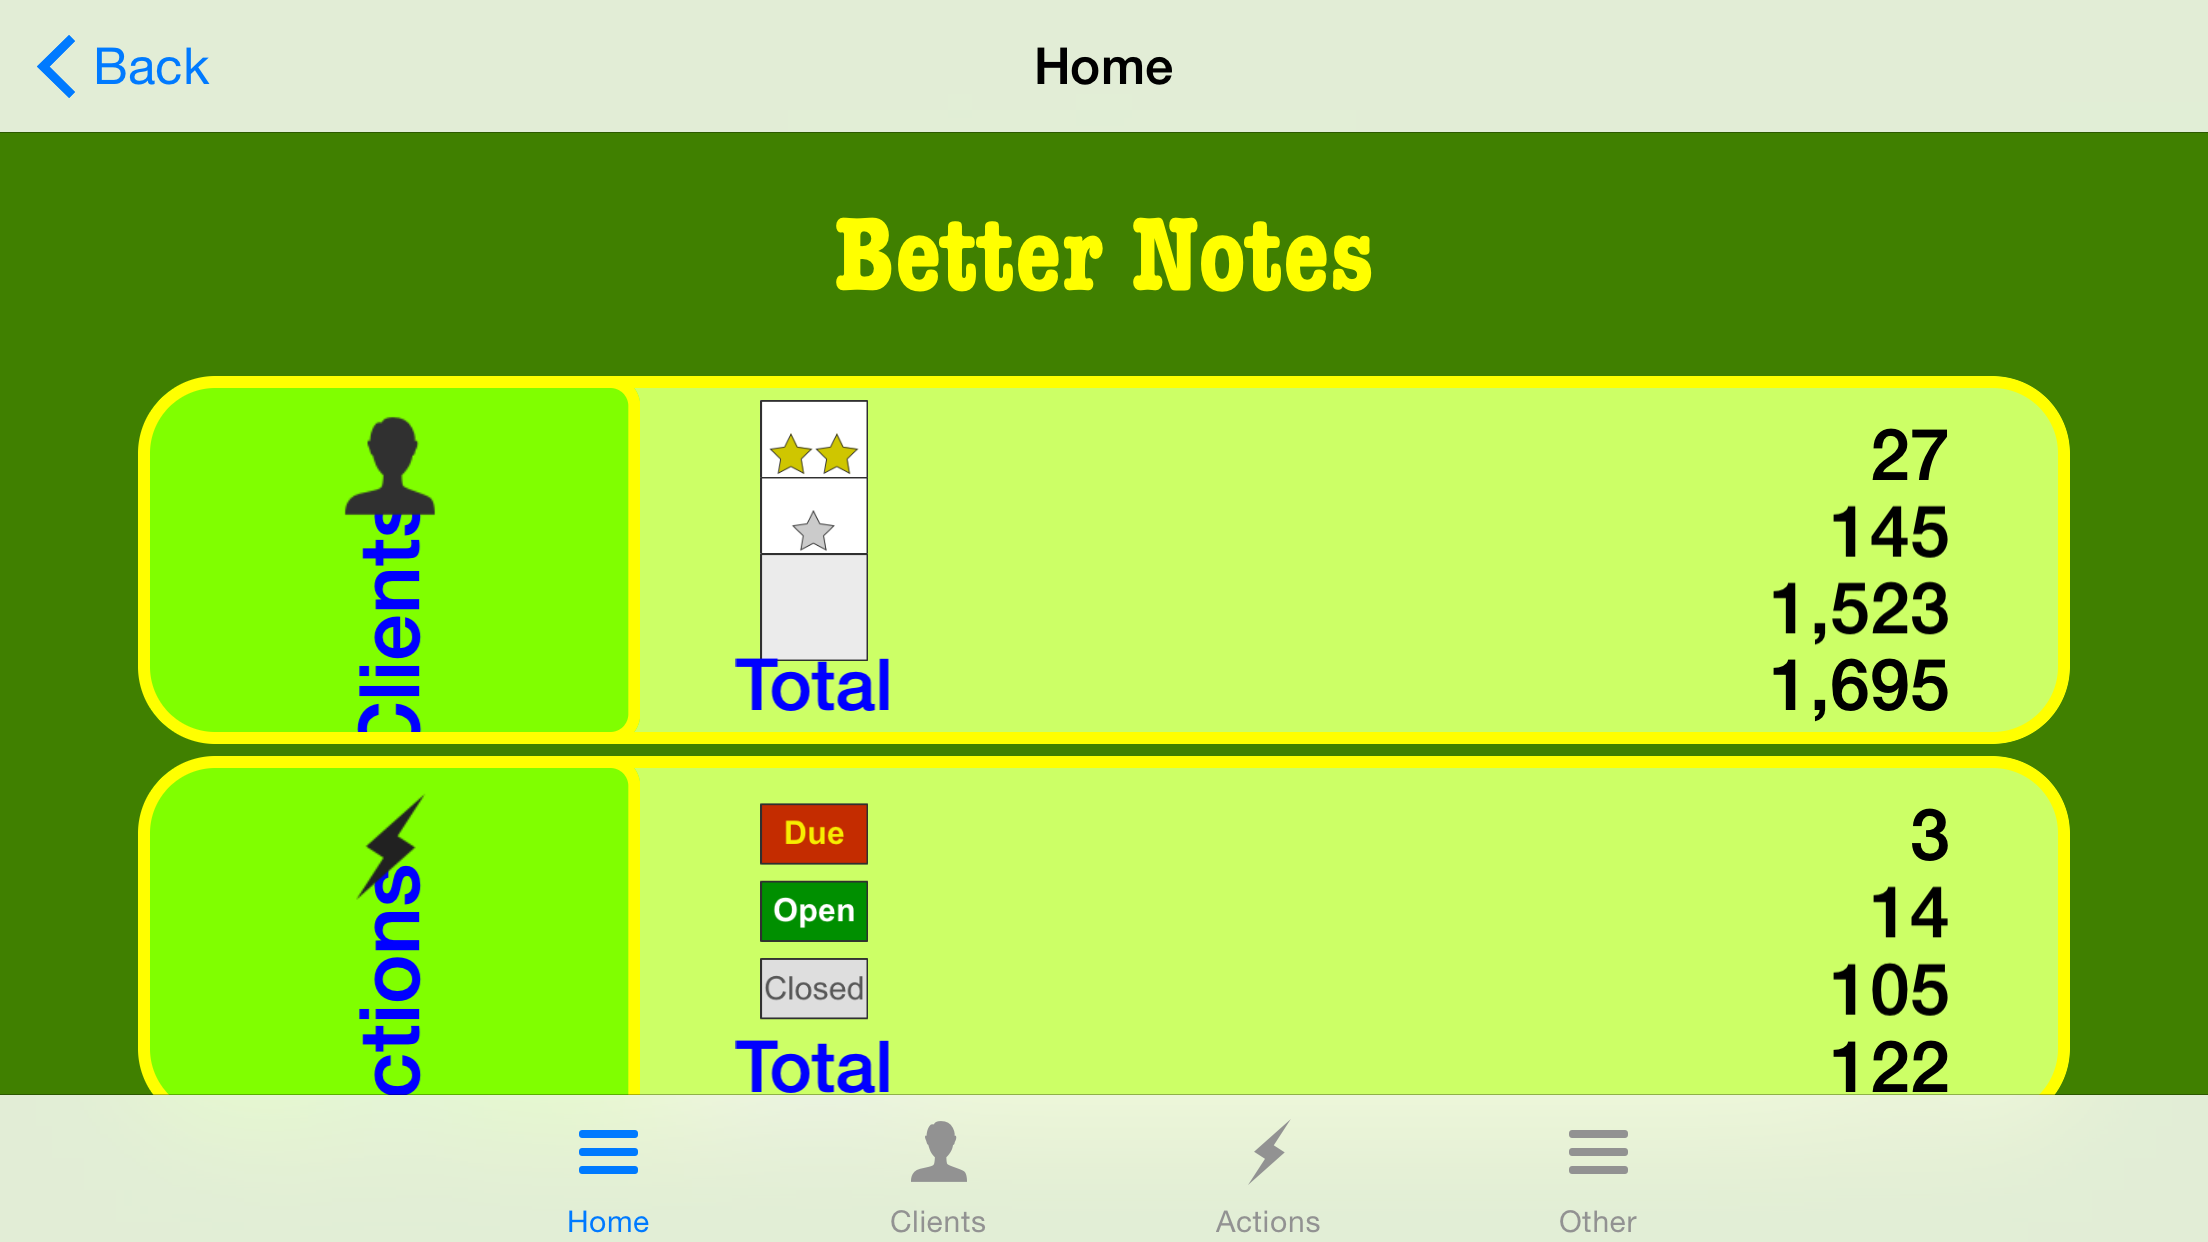 Back
Home
Better Notes
Clients
27
145
1,523
Total 1,695
ctions
Due 3
Open 14
Closed 105
Total 122
Home
Clients
Actions
Other